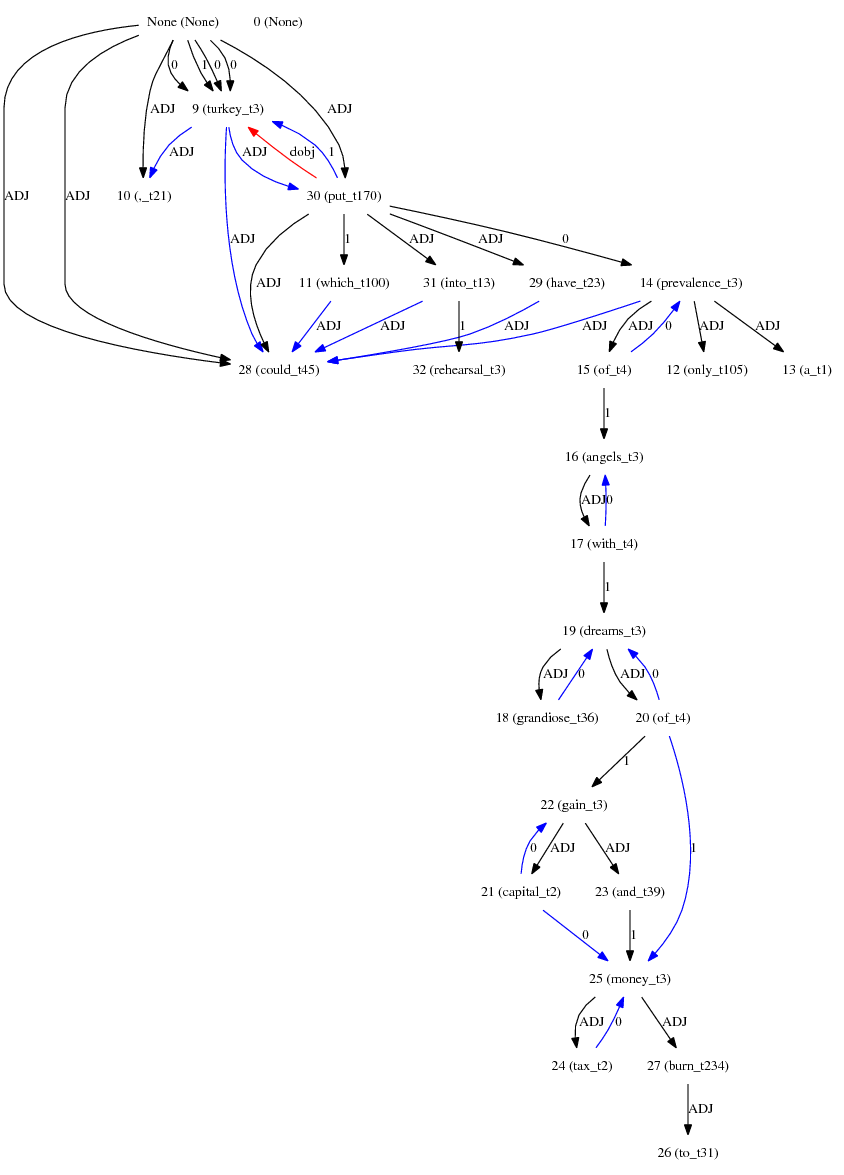 None (None) 0 (None)
0 1 0 0
9 (turkey_t3)
ADJ ADJ
ADJ ADJ dobj 1
ADJ ADJ 10 (,_t21) 30 (put_t170)
ADJ 1 ADJ ADJ 0
ADJ 11 (which_t100) 31 (into_t13) 29 (have_t23) 14 (prevalence_t3)
ADJ ADJ 1 ADJ ADJ ADJ 0 ADJ ADJ
28 (could_t45) 32 (rehearsal_t3) 15 (of_t4) 12 (only_t105) 13 (a_t1)
1
16 (angels_t3)
ADJ 0
17 (with_t4)
1
19 (dreams_t3)
ADJ 0 ADJ 0
18 (grandiose_t36) 20 (of_t4)
1
22 (gain_t3)
0 ADJ ADJ 1
21 (capital_t2) 23 (and_t39)
0 1
25 (money_t3)
ADJ 0 ADJ
24 (tax_t2) 27 (burn_t234)
ADJ
26 (to_t31)